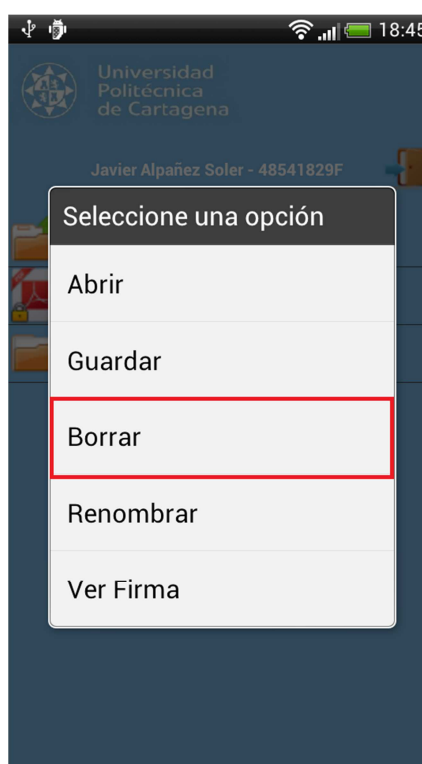 18:45
Universidad
Politécnica
de Cartagena
Javier Alpañez Soler - 48541829F
Seleccione una opción
Abrir
Guardar
Borrar
Renombrar
Ver Firma